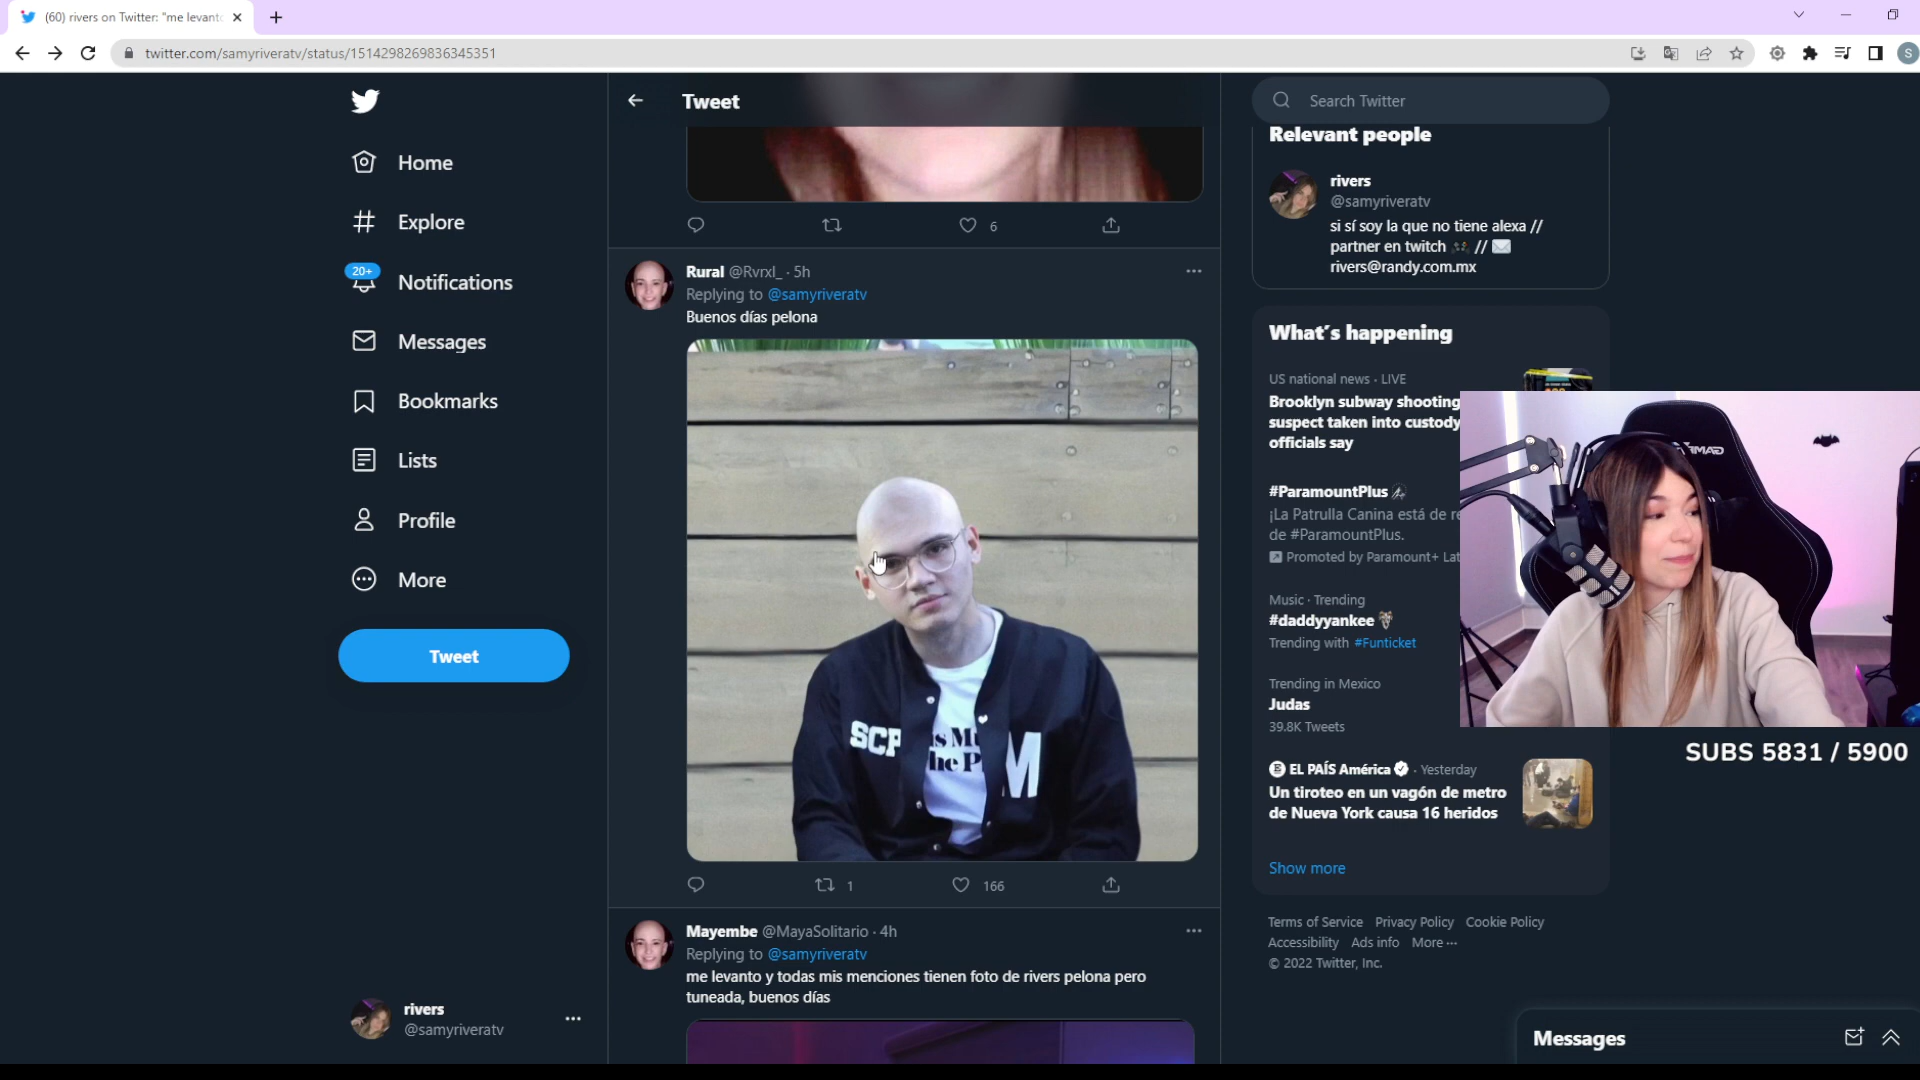 (60) rivers on Twitter: "me levant
twitter.com/samyriveratv/status/1514298269836345351
S
Home
Explore
20+
Notifications
Messages
Bookmarks
Lists
Profile
More
Tweet
rivers
@samyriveratv
Tweet
6
Rural @Rvrxl_ · 5h
Replying to @samyriveratv
Buenos días pelona
SCP
M
1
166
Mayembe @MayaSolitario · 4h
Replying to @samyriveratv
me levanto y todas mis menciones tienen foto de rivers pelona pero
tuneada, buenos días
Search Twitter
Relevant people
rivers
@samyriveratv
si sí soy la que no tiene alexa //
partner en twitch //
rivers@randy.com.mx
What's happening
US national news · LIVE
Brooklyn subway shooting
suspect taken into custody
officials say
#ParamountPlus
¡La Patrulla Canina está de re
de #ParamountPlus.
Promoted by Paramount+ Lat
Music · Trending
#daddyyankee
Trending with #Funticket
Trending in Mexico
Judas
39.8K Tweets
EL PAÍS América · Yesterday
Un tiroteo en un vagón de metro
de Nueva York causa 16 heridos
Show more
Terms of Service Privacy Policy Cookie Policy
Accessibility Ads info More ···
© 2022 Twitter, Inc.
SUBS 5831 / 5900
Messages